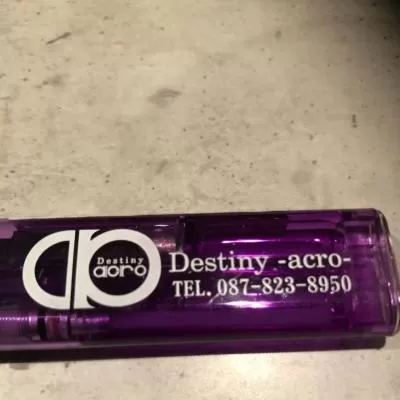 Destiny
acro
Destiny -acro-
TEL. 087-823-8950